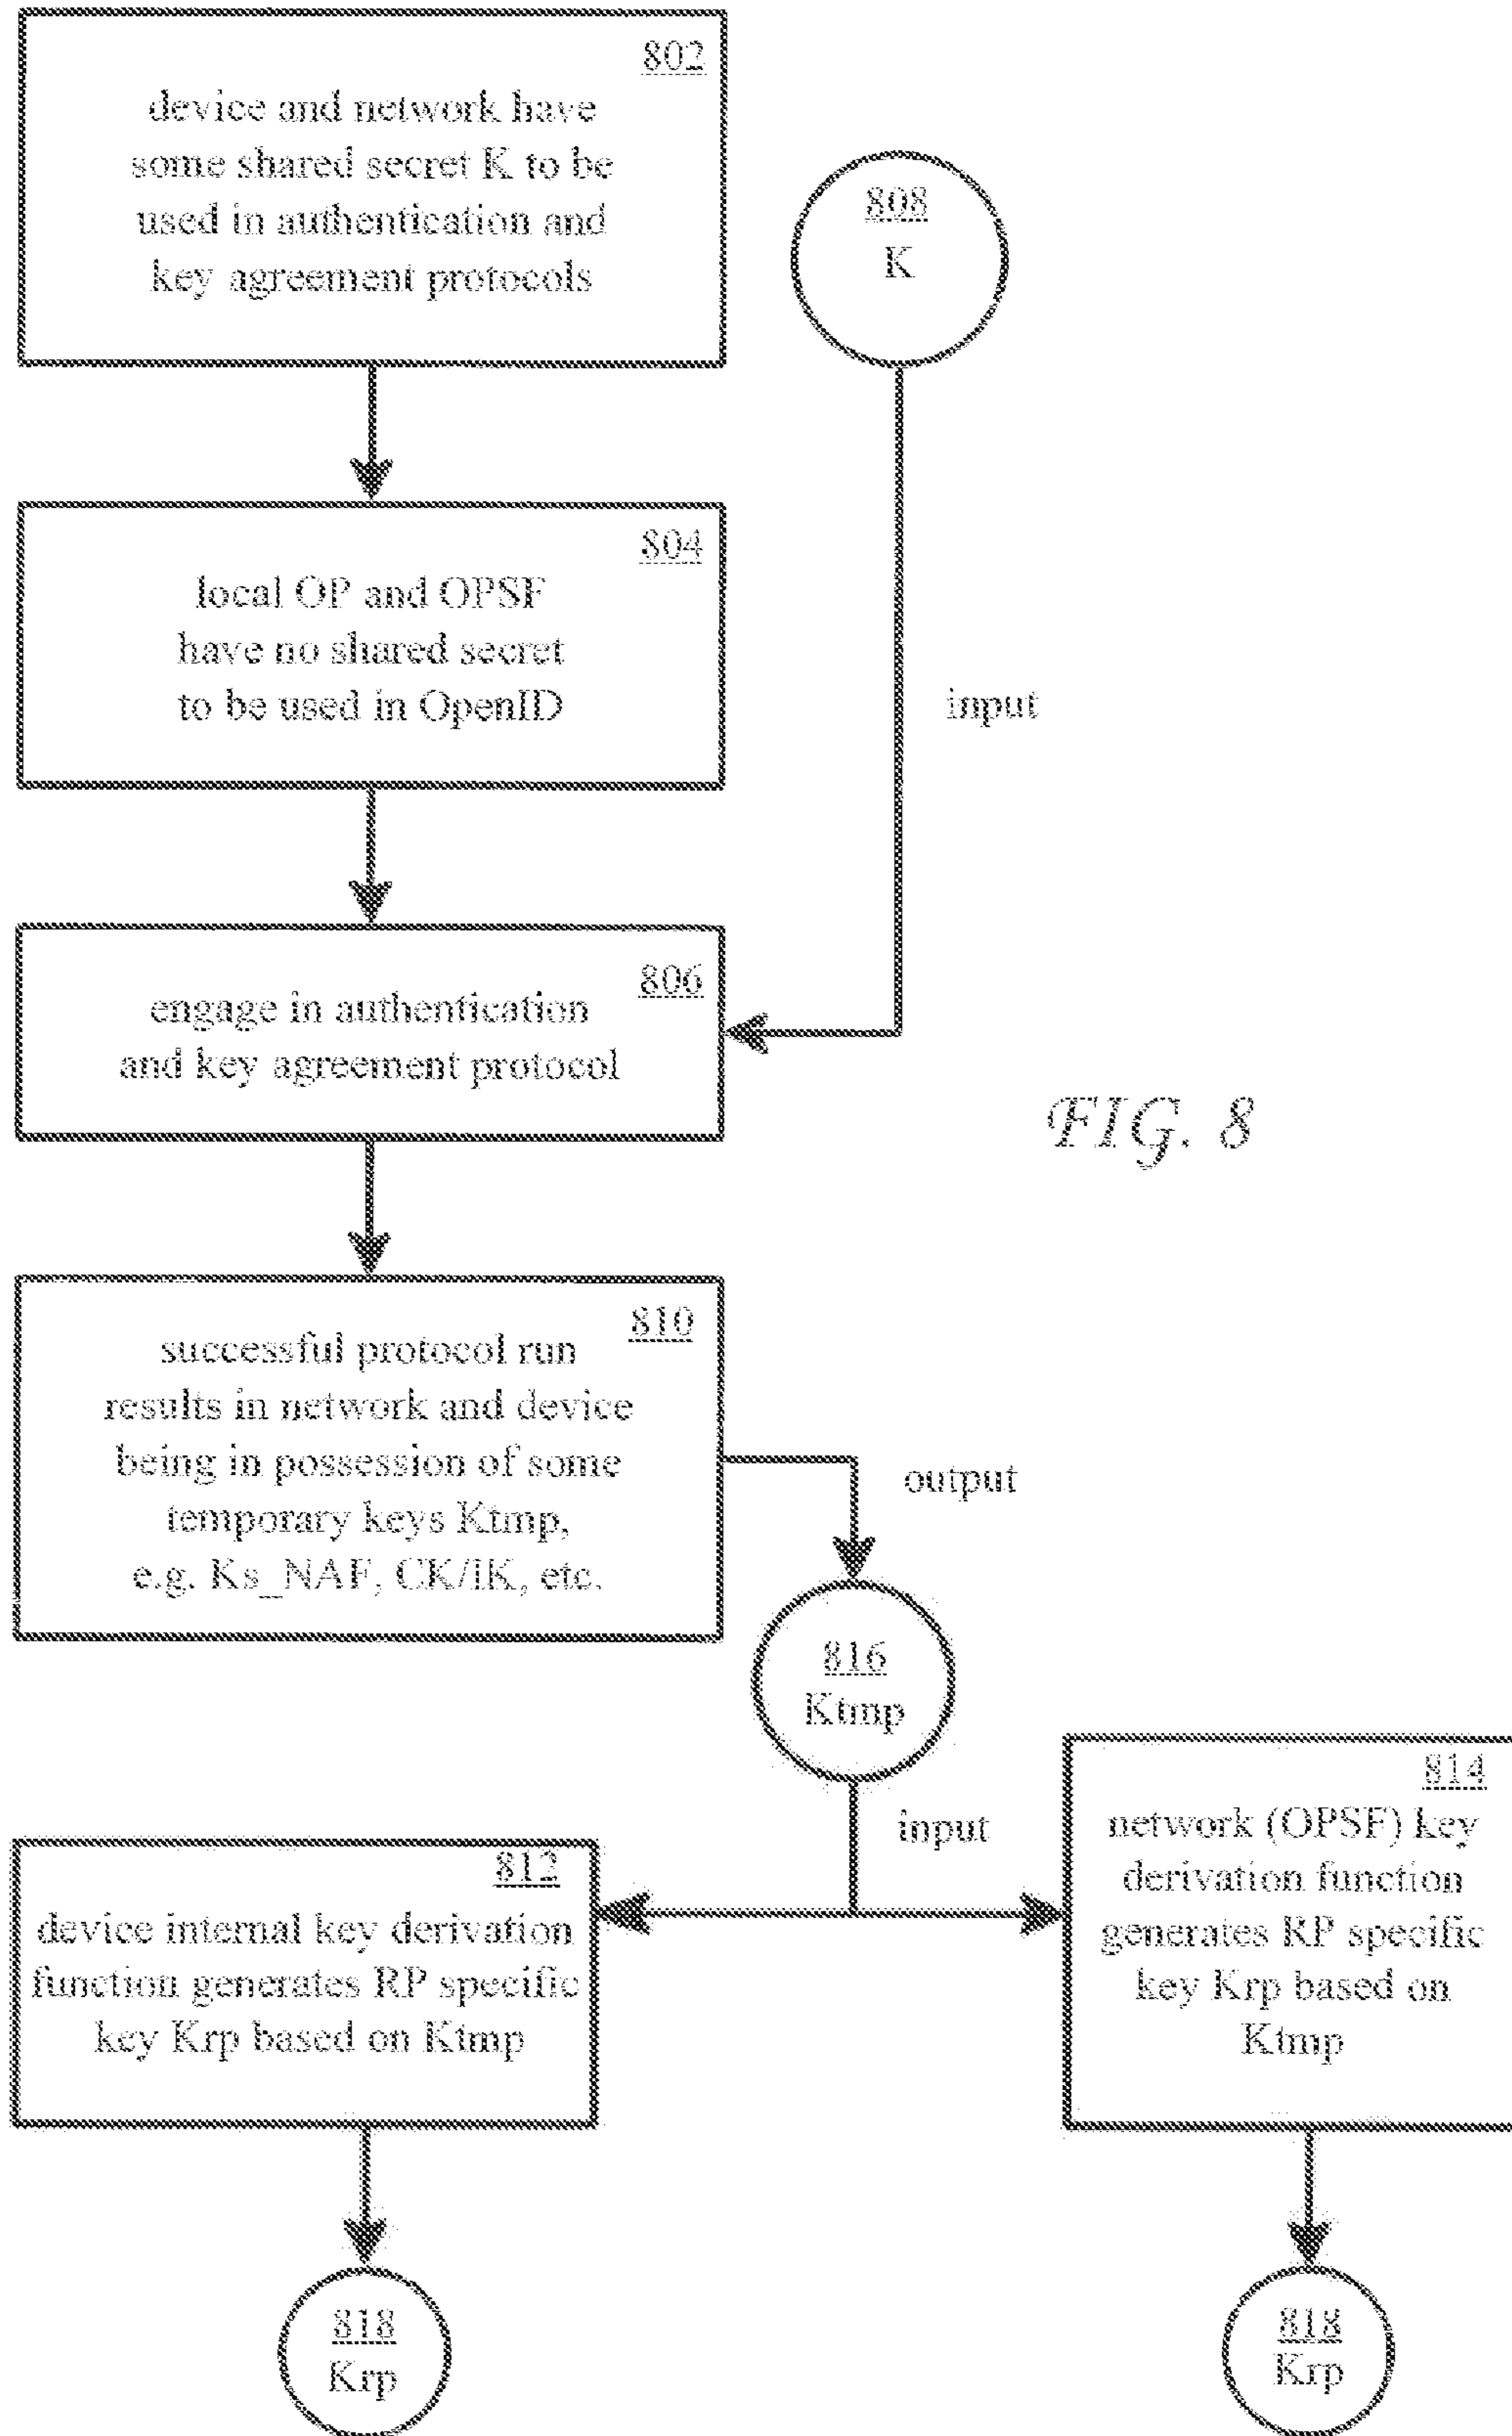 802
device and network have
some shared secret K to be
used in authentication and
key agreement protocols
808
K
804
local OP and OPSF
have no shared secret
to be used in OpenID
input
806
engage in authentication
and key agreement protocol
FIG. 8
810
successful protocol run
results in network and device
being in possession of some
temporary keys Ktmp,
e.g. Ks_NAF, CK/IK, etc.
output
816
Ktmp
input
812
device internal key derivation
function generates RP specific
key Krp based on Ktmp
814
network (OPSF) key
derivation function
generates RP specific
key Krp based on
Ktmp
818
Krp
818
Krp